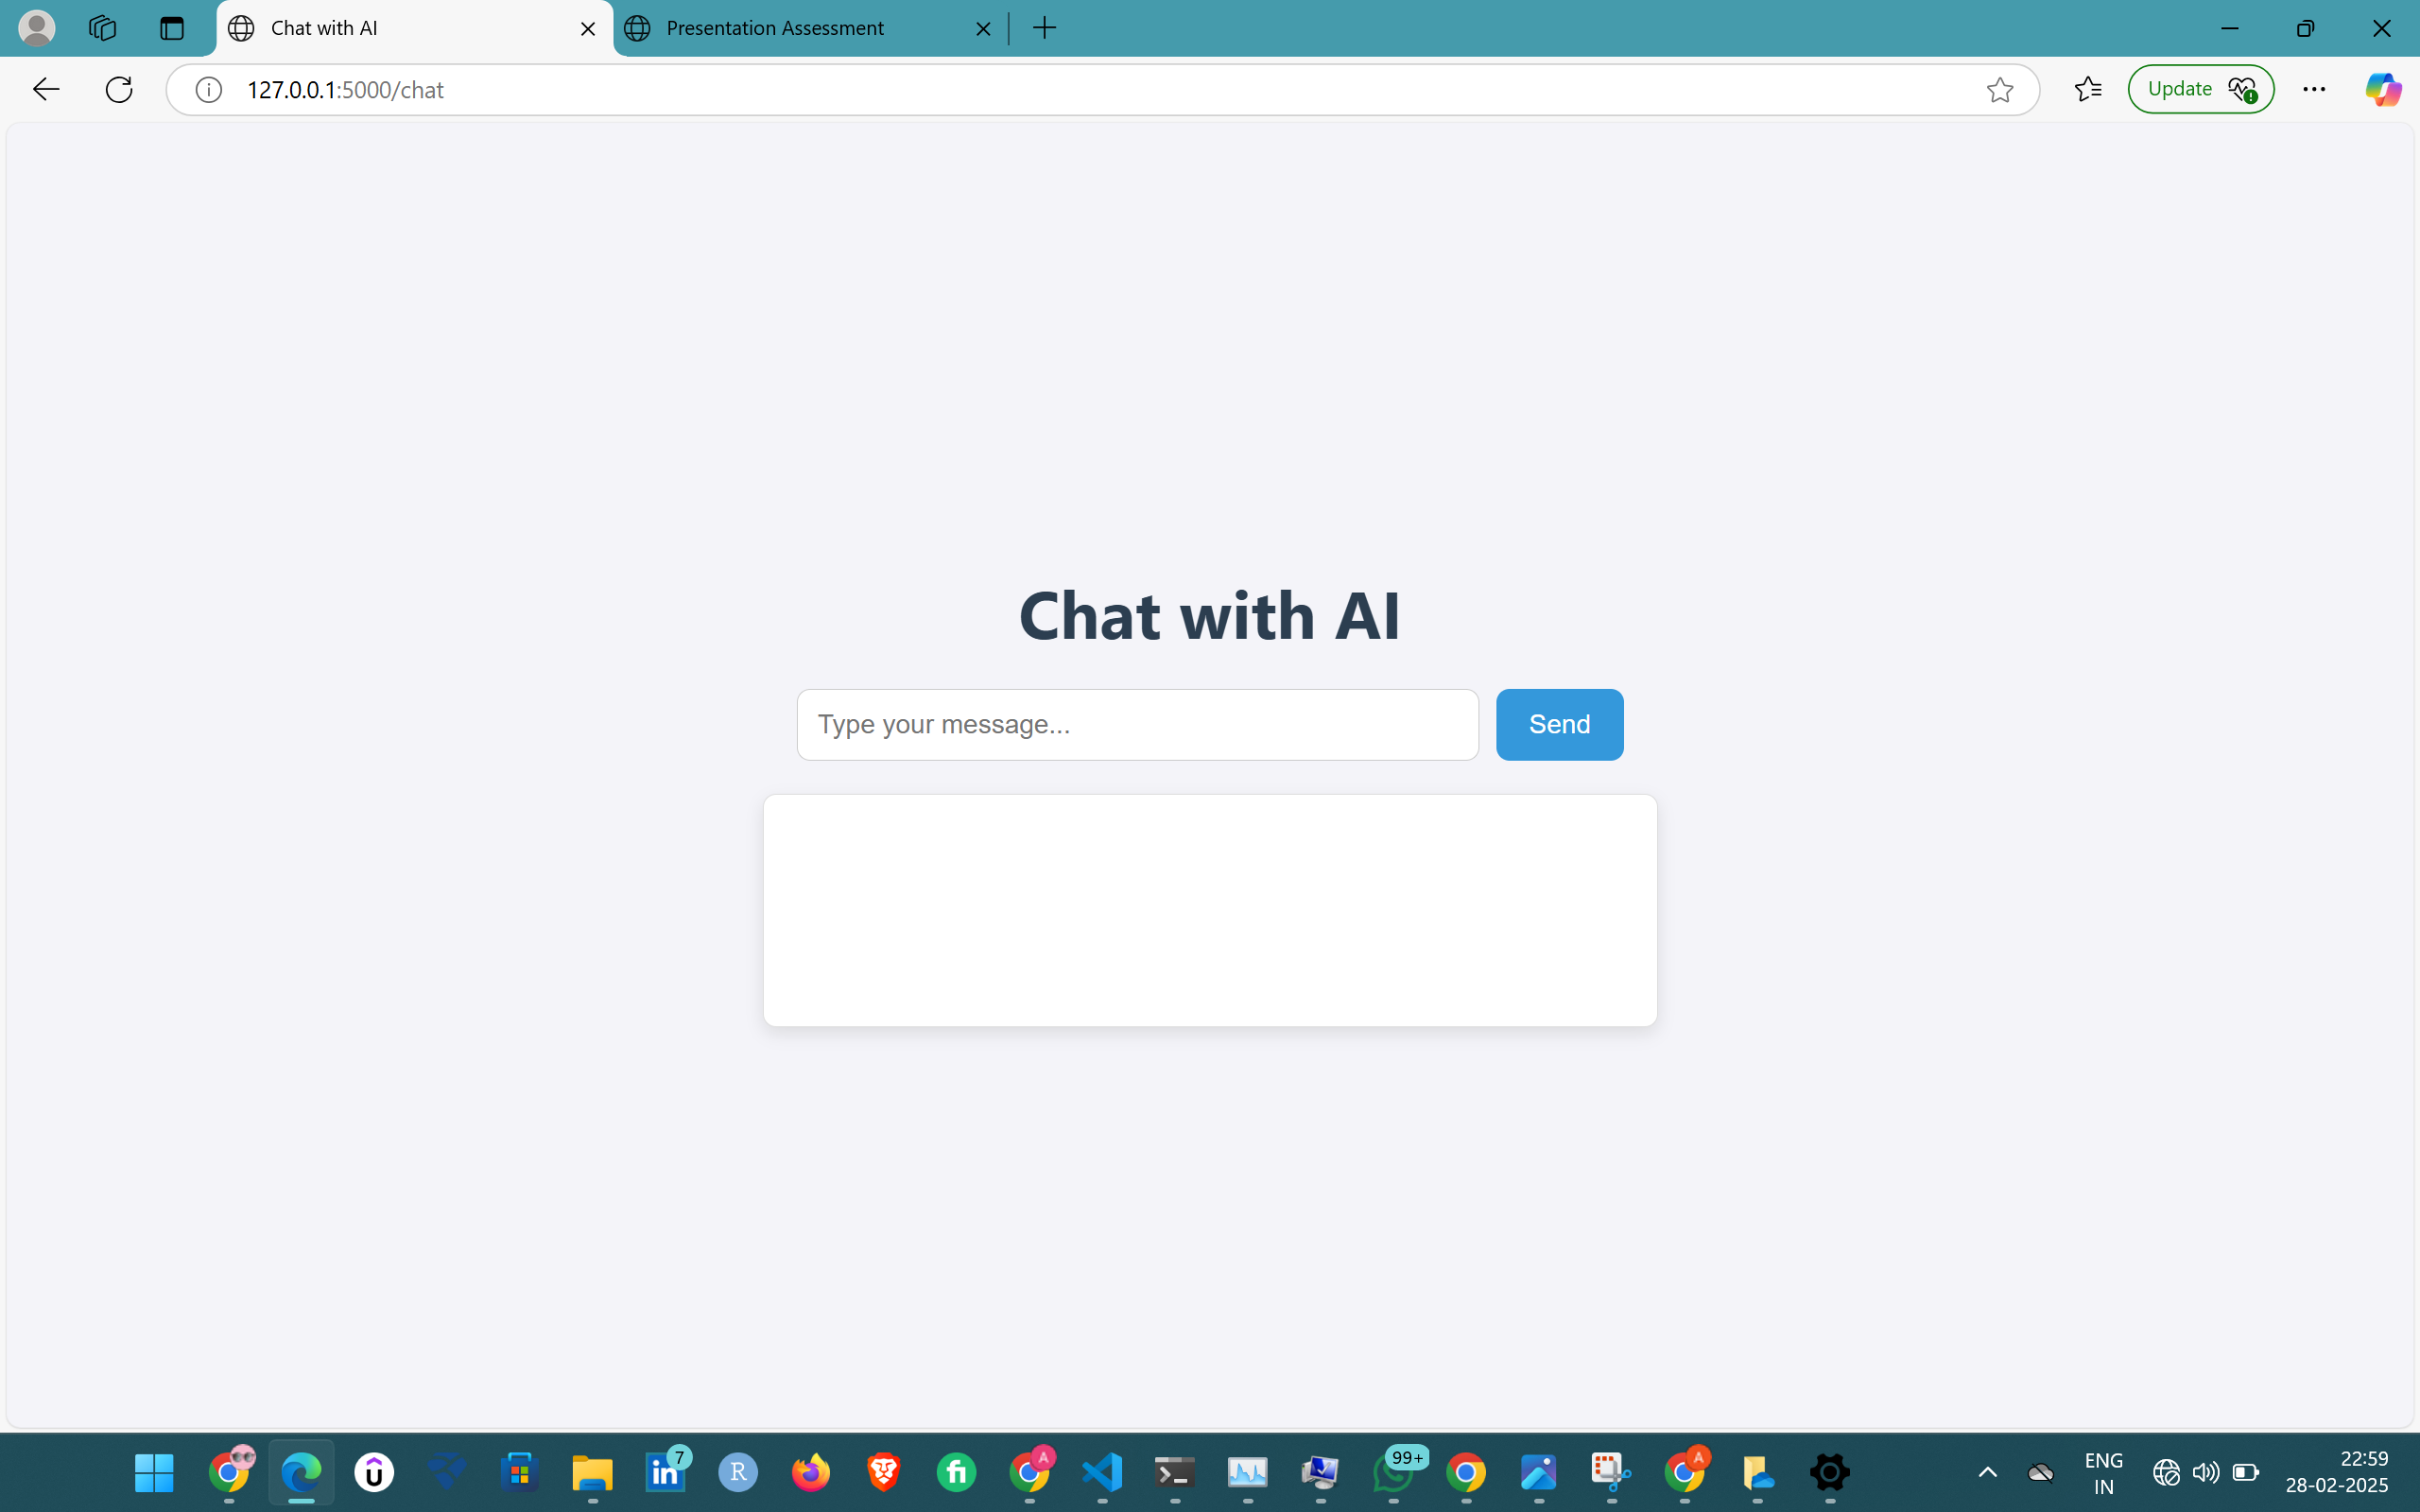 Chat with AI
Presentation Assessment
127.0.0.1:5000/chat
Update
Chat with AI
Type your message...
Send
7
R
A
99+
A
ENG
IN
22:59
28-02-2025